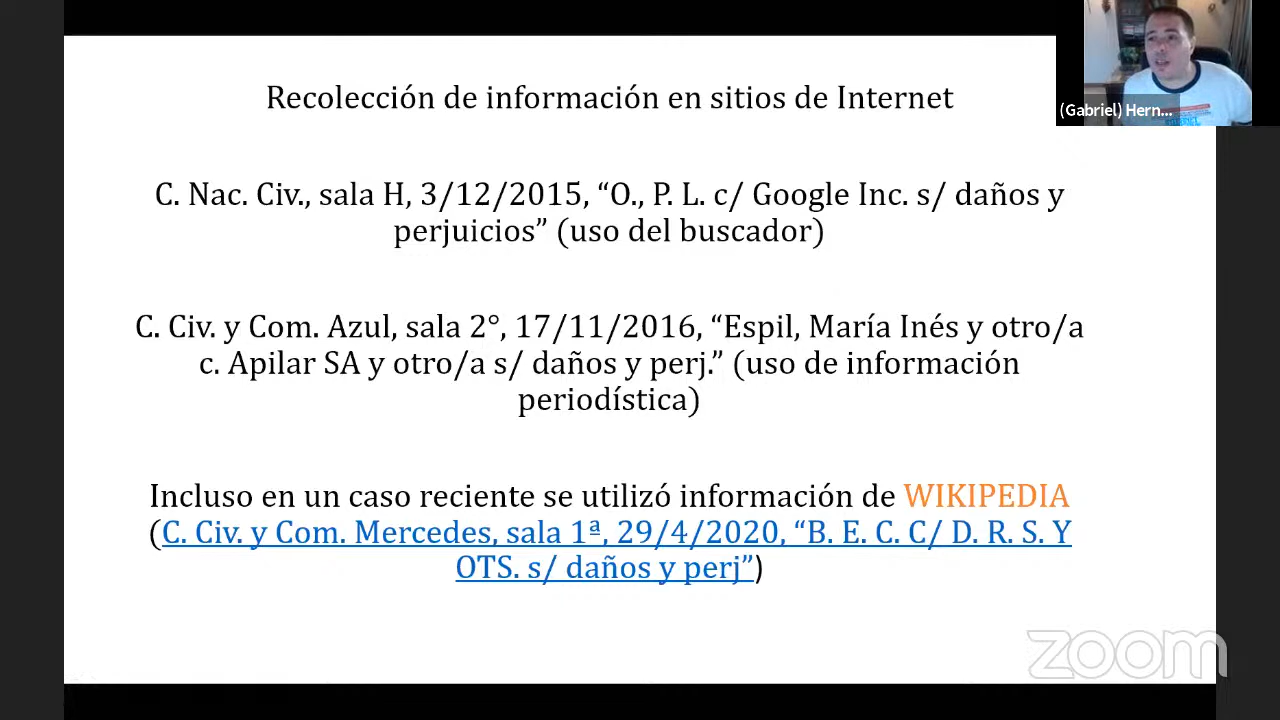 Recolección de información en sitios de Internet
(Gabriel) Hern...
C. Nac. Civ., sala H, 3/12/2015, “O., P. L. c/ Google Inc. s/ daños y
perjuicios” (uso del buscador)
C. Civ. y Com. Azul, sala 2°, 17/11/2016, “Espil, María Inés y otro/a
c. Apilar SA y otro/a s/ daños y perj.” (uso de información
periodística)
Incluso en un caso reciente se utilizó información de WIKIPEDIA
(C. Civ. y Com. Mercedes, sala 1ª, 29/4/2020, “B. E. C. C/ D. R. S. Y
OTS. s/ daños y perj”)
zoom